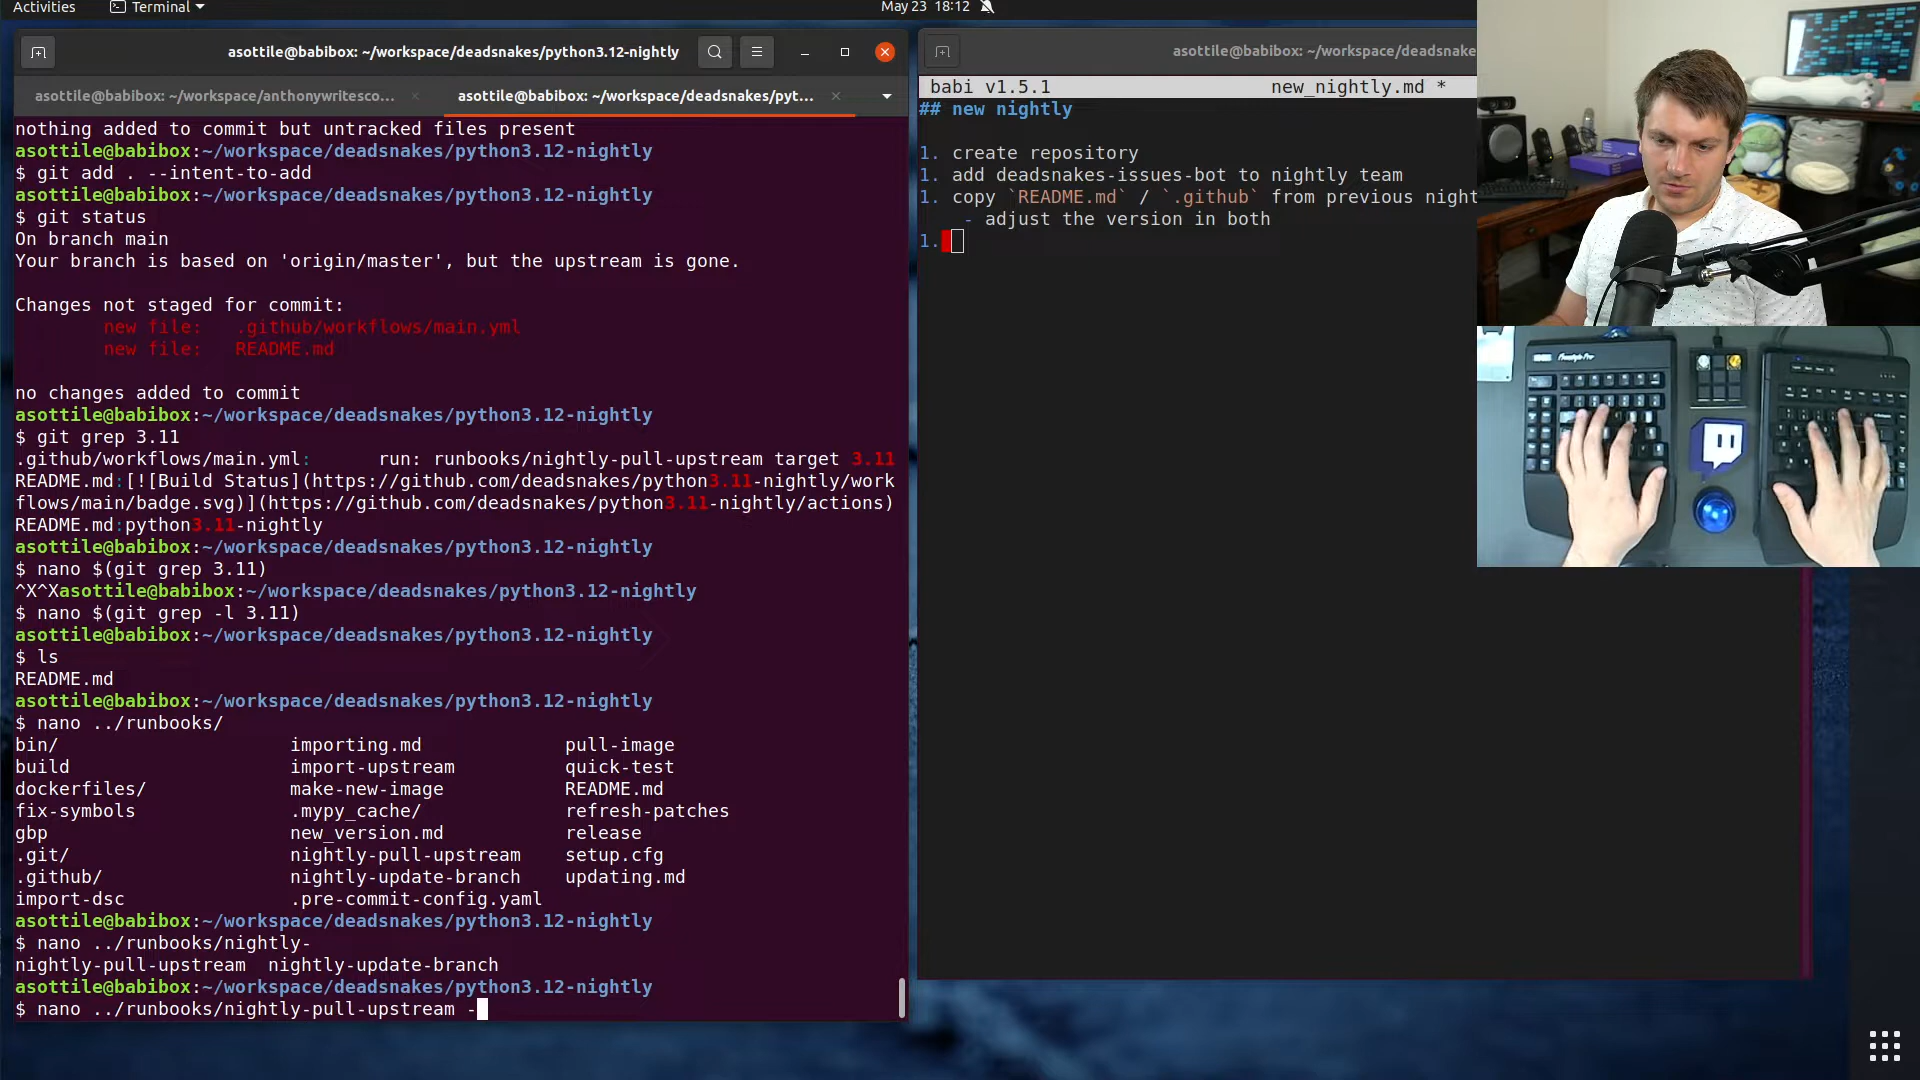 Activities
Terminal
May 23 18:12
asottile@babibox: ~/workspace/deadsnakes/python3.12-nightly
asottile@babibox: ~/workspace/anthonywritesco...
asottile@babibox: ~/workspace/deadsnakes/pyt...
nothing added to commit but untracked files present
asottile@babibox:~/workspace/deadsnakes/python3.12-nightly
$ git add . --intent-to-add
asottile@babibox:~/workspace/deadsnakes/python3.12-nightly
$ git status
On branch main
Your branch is based on 'origin/master', but the upstream is gone.
Changes not staged for commit:
new file:   .github/workflows/main.yml
new file:   README.md
no changes added to commit
asottile@babibox:~/workspace/deadsnakes/python3.12-nightly
$ git grep 3.11
.github/workflows/main.yml:      run: runbooks/nightly-pull-upstream target 3.11
README.md:[![Build Status](https://github.com/deadsnakes/python3.11-nightly/work
flows/main/badge.svg)](https://github.com/deadsnakes/python3.11-nightly/actions)
README.md:python3.11-nightly
asottile@babibox:~/workspace/deadsnakes/python3.12-nightly
$ nano $(git grep 3.11)
^X^Xasottile@babibox:~/workspace/deadsnakes/python3.12-nightly
$ nano $(git grep -l 3.11)
asottile@babibox:~/workspace/deadsnakes/python3.12-nightly
$ ls
README.md
asottile@babibox:~/workspace/deadsnakes/python3.12-nightly
$ nano ../runbooks/
bin/ importing.md pull-image
build import-upstream quick-test
dockerfiles/ make-new-image README.md
fix-symbols .mypy_cache/ refresh-patches
gbp new_version.md release
.git/ nightly-pull-upstream setup.cfg
.github/ nightly-update-branch updating.md
import-dsc .pre-commit-config.yaml
asottile@babibox:~/workspace/deadsnakes/python3.12-nightly
$ nano ../runbooks/nightly-
nightly-pull-upstream  nightly-update-branch
asottile@babibox:~/workspace/deadsnakes/python3.12-nightly
$ nano ../runbooks/nightly-pull-upstream -
asottile@babibox: ~/workspace/deadsnake
babi v1.5.1 new_nightly.md *
## new nightly
1. create repository
1. add deadsnakes-issues-bot to nightly team
1. copy `README.md` / `.github` from previous night
- adjust the version in both
1.
Freestyle Pro